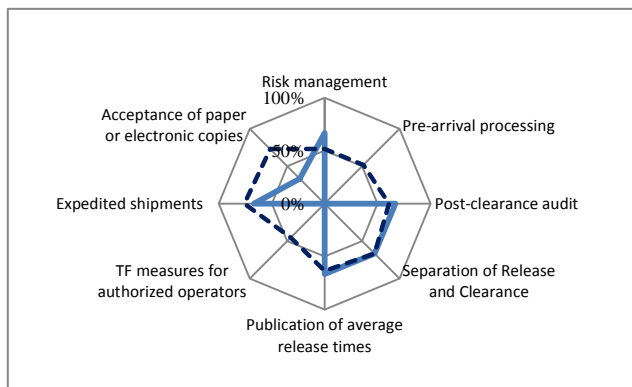 Risk management
100%
Acceptance of paper
or electronic copies
Pre-arrival processing
50%
Expedited shipments
0%
Post-clearance audit
TF measures for
authorized operators
Separation of Release
and Clearance
Publication of average
release times